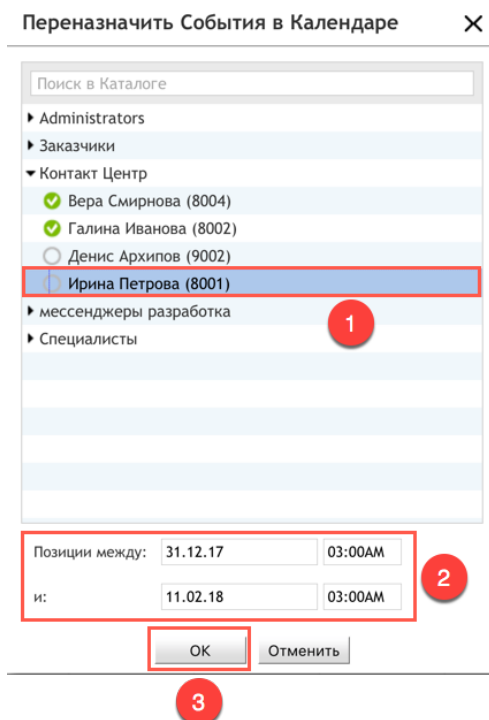 Переназначить События в Календаре
Поиск в Каталоге
Administrators
Заказчики
Контакт Центр
Вера Смирнова (8004)
Галина Иванова (8002)
Денис Архипов (9002)
Ирина Петрова (8001)
мессенджеры разработка
1
Специалисты
Позиции между: 31.12.17 03:00AM
2
и: 11.02.18 03:00AM
OK Отменить
3